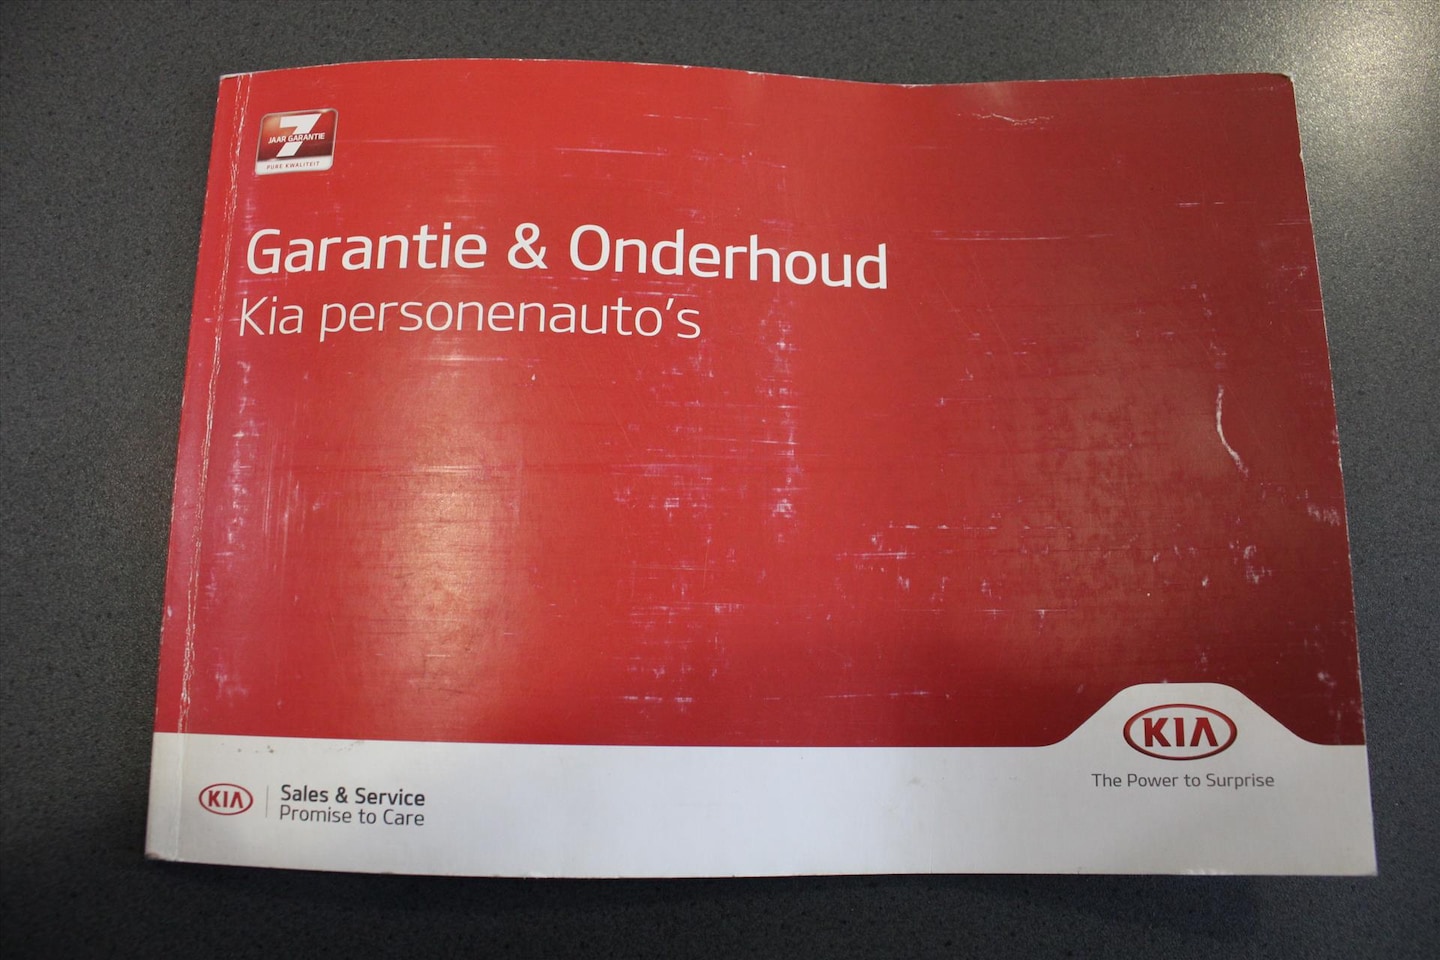 7
JAAR GARANTIE
PURE KWALITEIT
Garantie & Onderhoud
Kia personenauto's
KIA
The Power to Surprise
KIA
Sales & Service
Promise to Care